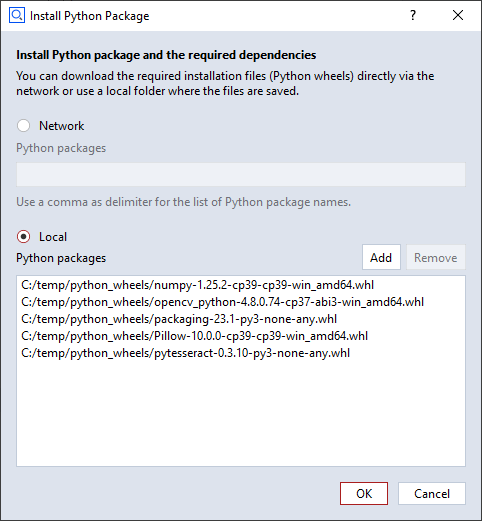 Install Python Package
?
Install Python package and the required dependencies
You can download the required installation files (Python wheels) directly via the
network or use a local folder where the files are saved.
Network
Python packages
Use a comma as delimiter for the list of Python package names.
Local
Python packages
Add
Remove
C:/temp/python_wheels/numpy-1.25.2-cp39-cp39-win_amd64.whl
C:/temp/python_wheels/opencv_python-4.8.0.74-cp37-abi3-win_amd64.whl
C:/temp/python_wheels/packaging-23.1-py3-none-any.whl
C:/temp/python_wheels/Pillow-10.0.0-cp39-cp39-win_amd64.whl
C:/temp/python_wheels/pytesseract-0.3.10-py3-none-any.whl
OK
Cancel